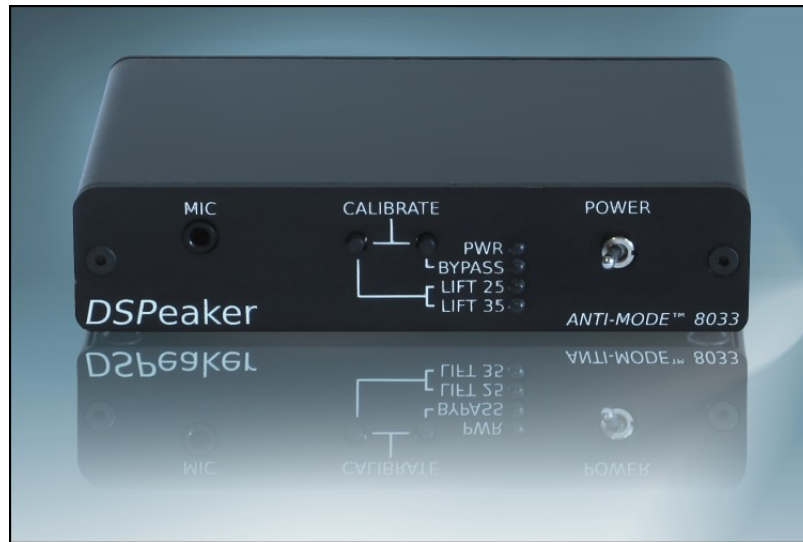 MIC
CALIBRATE
POWER
PWR
BYPASS
LIFT 25
LIFT 35
DSPeaker
ANTI-MODE™ 8033